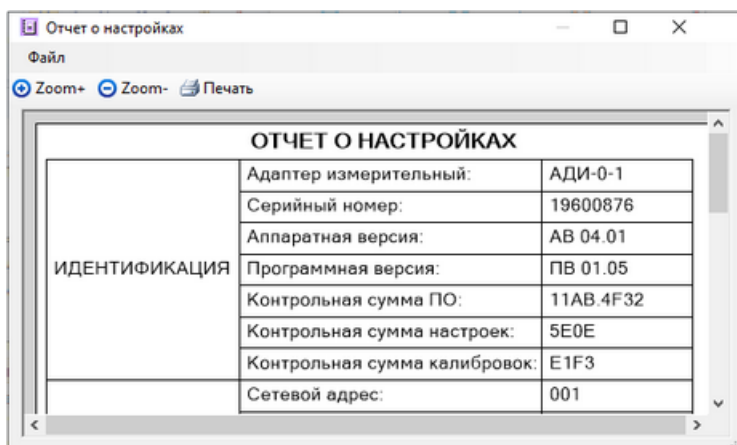 Отчет о настройках
Файл
Zoom+ Zoom- Печать
ОТЧЕТ О НАСТРОЙКАХ
ИДЕНТИФИКАЦИЯ
Адаптер измерительный: АДИ-0-1
Серийный номер: 19600876
Аппаратная версия: АВ 04.01
Программная версия: ПВ 01.05
Контрольная сумма ПО: 11AB.4F32
Контрольная сумма настроек: 5E0E
Контрольная сумма калибровок: E1F3
Сетевой адрес: 001